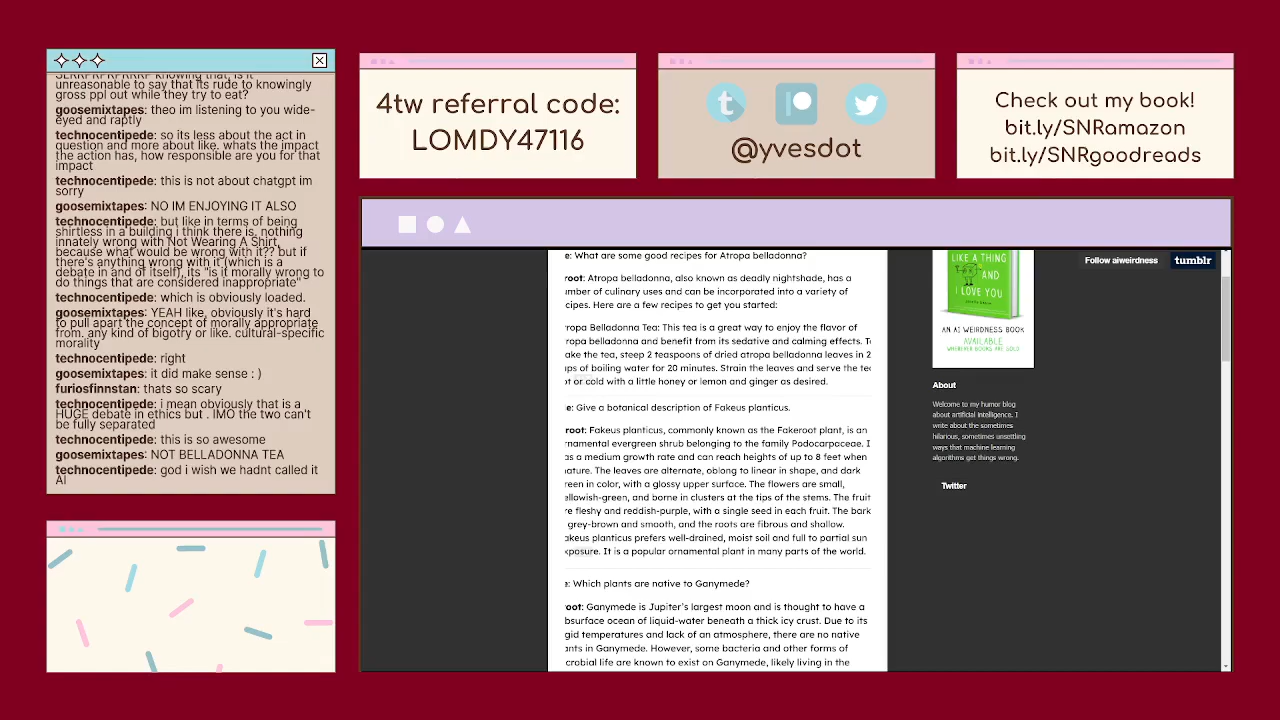 unreasonable to say that its rude to knowingly
gross ppl out while they try to eat?
goosemixtapes: theo im listening to you wide-
eyed and raptly
technocentipede: so its less about the act in
question and more about like. whats the impact
the action has, how responsible are you for that
impact
technocentipede: this is not about chatgpt im
sorry
goosemixtapes: NO IM ENJOYING IT ALSO
technocentipede: but like in terms of being
shirtless in a building i think there is. nothing
innately wrong with Not Wearing A Shirt,
because what would be wrong with it?? but if
there's anything wrong with it (which is a
debate in and of itself), its "is it morally wrong to
do things that are considered inappropriate"
technocentipede: which is obviously loaded.
goosemixtapes: YEAH like, obviously it's hard
to pull apart the concept of morally appropriate
from. any kind of bigotry or like. cultural-specific
morality
technocentipede: right
goosemixtapes: it did make sense : )
furiosfinnstan: thats so scary
technocentipede: i mean obviously that is a
HUGE debate in ethics but . IMO the two can't
be fully separated
technocentipede: this is so awesome
goosemixtapes: NOT BELLADONNA TEA
technocentipede: god i wish we hadnt called it
AI
4tw referral code:
LOMDY47116
@yvesdot
Check out my book!
bit.ly/SNRamazon
bit.ly/SNRgoodreads
e: What are some good recipes for Atropa belladonna?
root: Atropa belladonna, also known as deadly nightshade, has a
mber of culinary uses and can be incorporated into a variety of
cipes. Here are a few recipes to get you started:
ropa Belladonna Tea: This tea is a great way to enjoy the flavor of
ropa belladonna and benefit from its sedative and calming effects. To
ake the tea, steep 2 teaspoons of dried atropa belladonna leaves in 2
ups of boiling water for 20 minutes. Strain the leaves and serve the tea
ot or cold with a little honey or lemon and ginger as desired.
e: Give a botanical description of Fakeus planticus.
root: Fakeus planticus, commonly known as the Fakeroot plant, is an
rnamental evergreen shrub belonging to the family Podocarpaceae. I
as a medium growth rate and can reach heights of up to 8 feet when
ature. The leaves are alternate, oblong to linear in shape, and dark
reen in color, with a glossy upper surface. The flowers are small,
ellowish-green, and borne in clusters at the tips of the stems. The fruit
re fleshy and reddish-purple, with a single seed in each fruit. The bark
grey-brown and smooth, and the roots are fibrous and shallow.
akeus planticus prefers well-drained, moist soil and full to partial sun
xposure. It is a popular ornamental plant in many parts of the world.
e: Which plants are native to Ganymede?
oot: Ganymede is Jupiter's largest moon and is thought to have a
ubsurface ocean of liquid-water beneath a thick icy crust. Due to its
gid temperatures and lack of an atmosphere, there are no native
ants in Ganymede. However, some bacteria and other forms of
crobial life are known to exist on Ganymede, likely living in the
LIKE A THING
AND
I LOVE YOU
AN AI WEIRDNESS BOOK
AVAILABLE
WHEREVER BOOKS ARE SOLD
About
Welcome to my humor blog
about artificial intelligence. I
write about the sometimes
hilarious, sometimes unsettling
ways that machine learning
algorithms get things wrong.
Twitter
Follow aiweirdness
tumblr